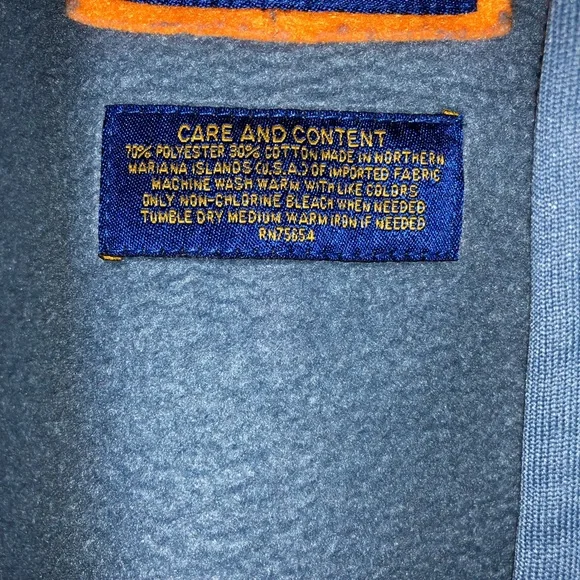 CARE AND CONTENT
70% POLYESTER 30% COTTON MADE IN NORTHERN
MARIANA ISLANDS (U.S.A.) OF IMPORTED FABRIC
MACHINE WASH WARM WITH LIKE COLORS
ONLY NON-CHLORINE BLEACH WHEN NEEDED
TUMBLE DRY MEDIUM WARM IRON IF NEEDED
RN75654